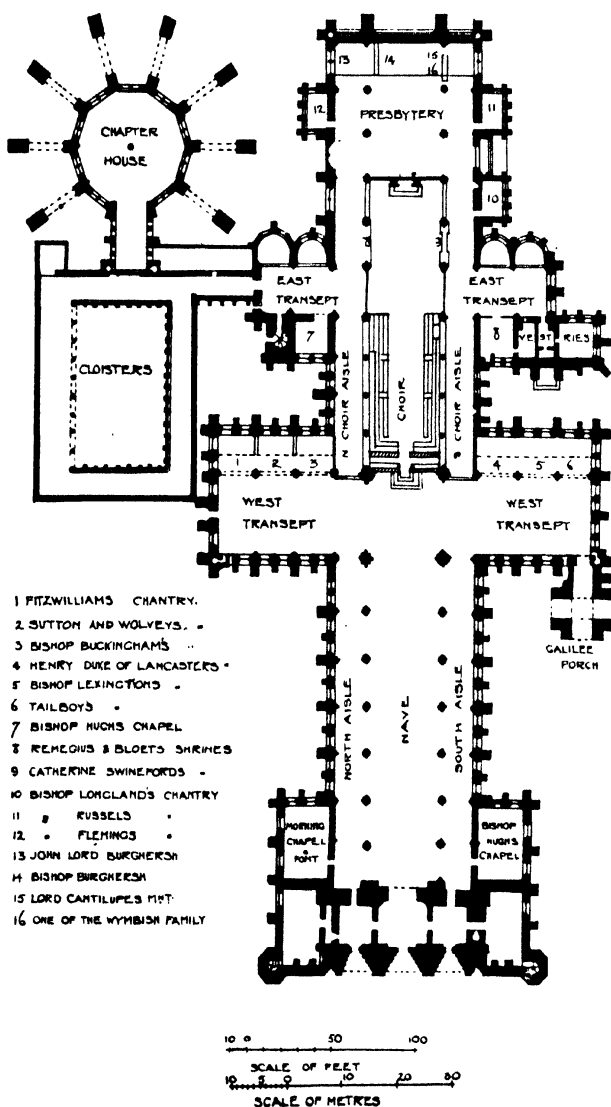 13 14 15
16
12 PRESBYTERY 11
CHAPTER
HOUSE
10
9
EAST
TRANSEPT
EAST
TRANSEPT
7
8 VEST RIES
CLOISTERS
N CHOIR AISLE
CHOIR
S CHOIR AISLE
1 2 3
4 5 6
WEST
TRANSEPT
WEST
TRANSEPT
GALILEE
PORCH
NORTH AISLE
NAVE
SOUTH AISLE
1 FITZWILLIAMS CHANTRY.
2 SUTTON AND WOLVEYS. "
3 BISHOP BUCKINGHAM'S "
4 HENRY DUKE OF LANCASTERS "
5 BISHOP LEXINGTIONS "
6 TAILBOYS "
7 BISHOP HUGHS CHAPEL
8 REMEGIUS & BLOETS SHRINES
9 CATHERINE SWINEFORDS "
10 BISHOP LONGLAND'S CHANTRY
11 " RUSSELS "
12 " FLEMINGS "
13 JOHN LORD BURGHERSH
14 BISHOP BURGHERSH
15 LORD CANTILUPES MNT
16 ONE OF THE WYMBISH FAMILY
MORNING
CHAPEL
FONT
BISHOP
HUGHS
CHAPEL
10 0 50 100
SCALE OF FEET
10 5 0 10 20 30
SCALE OF METRES